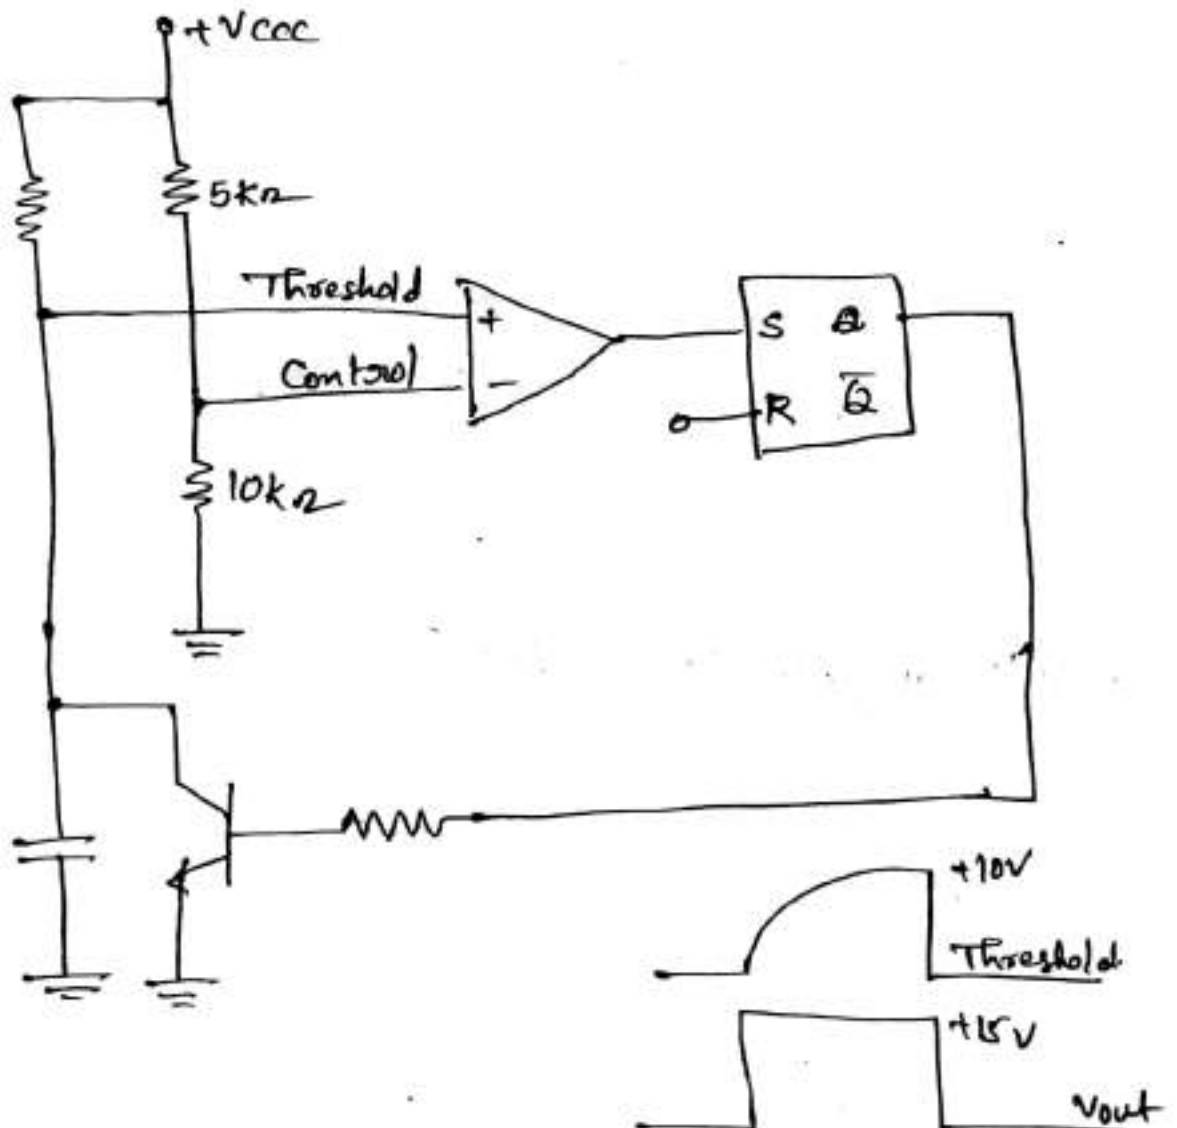 +Vccc
5kΩ
Threshold
+
S Q
Control
-
R Q̅
10kΩ
+10V
Threshold
+15V
Vout